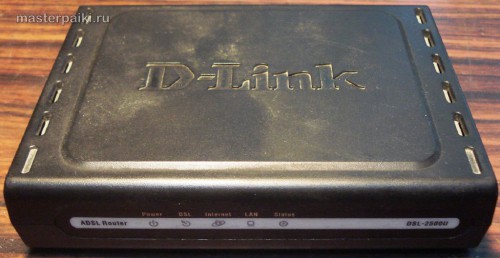 masterpaiki.ru
D-Link
Power DSL Internet LAN Status
ADSL Router DSL-2500U